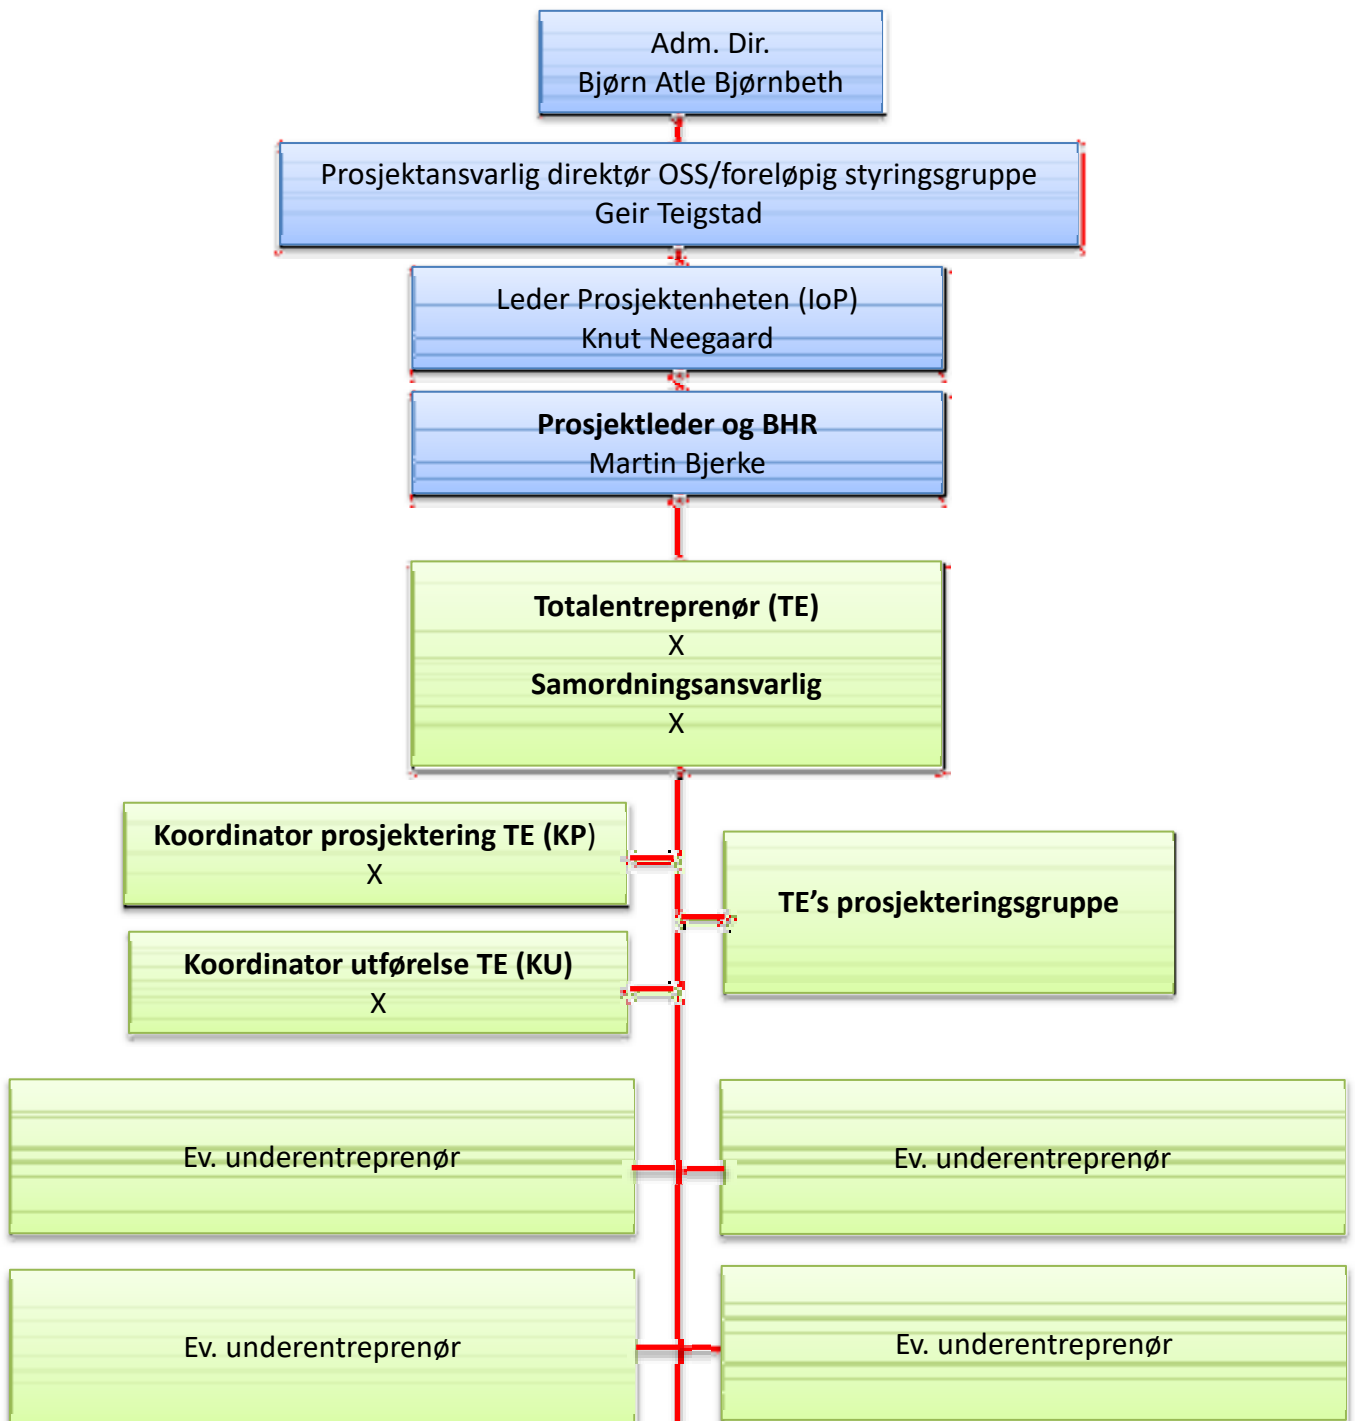 Adm. Dir.
Bjørn Atle Bjørnbeth
Prosjektansvarlig direktør OSS/foreløpig styringsgruppe
Geir Teigstad
Leder Prosjektenheten (IoP)
Knut Neegaard
Prosjektleder og BHR
Martin Bjerke
Totalentreprenør (TE)
X
Samordningsansvarlig
X
Koordinator prosjektering TE (KP)
X
TE’s prosjekteringsgruppe
Koordinator utførelse TE (KU)
X
Ev. underentreprenør
Ev. underentreprenør
Ev. underentreprenør
Ev. underentreprenør